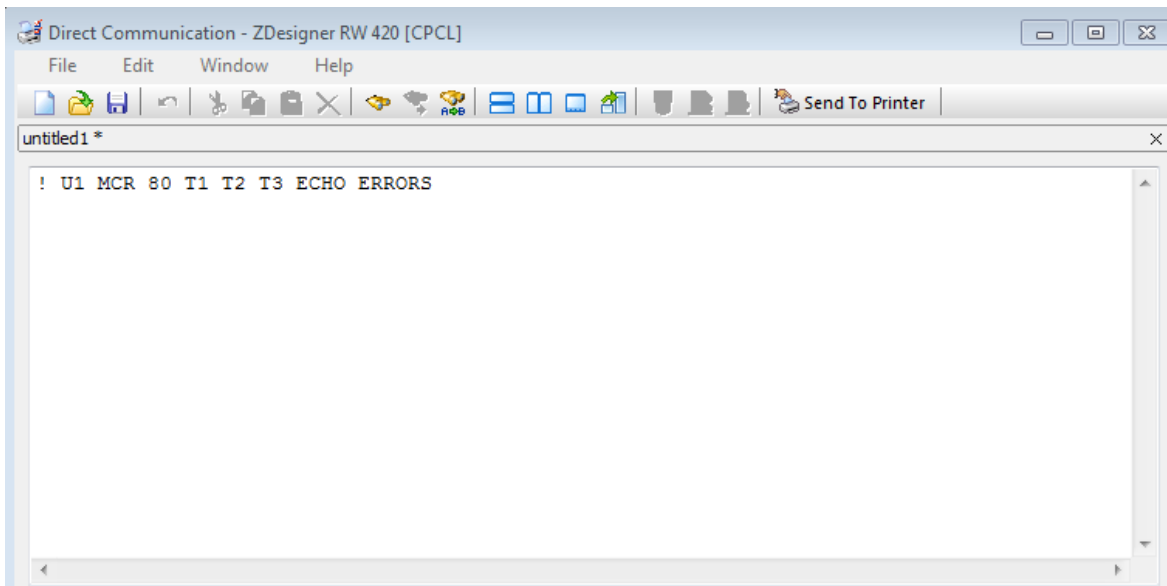 Direct Communication - ZDesigner RW 420 [CPCL]
File Edit Window Help
A B Send To Printer
untitled1 *
! U1 MCR 80 T1 T2 T3 ECHO ERRORS